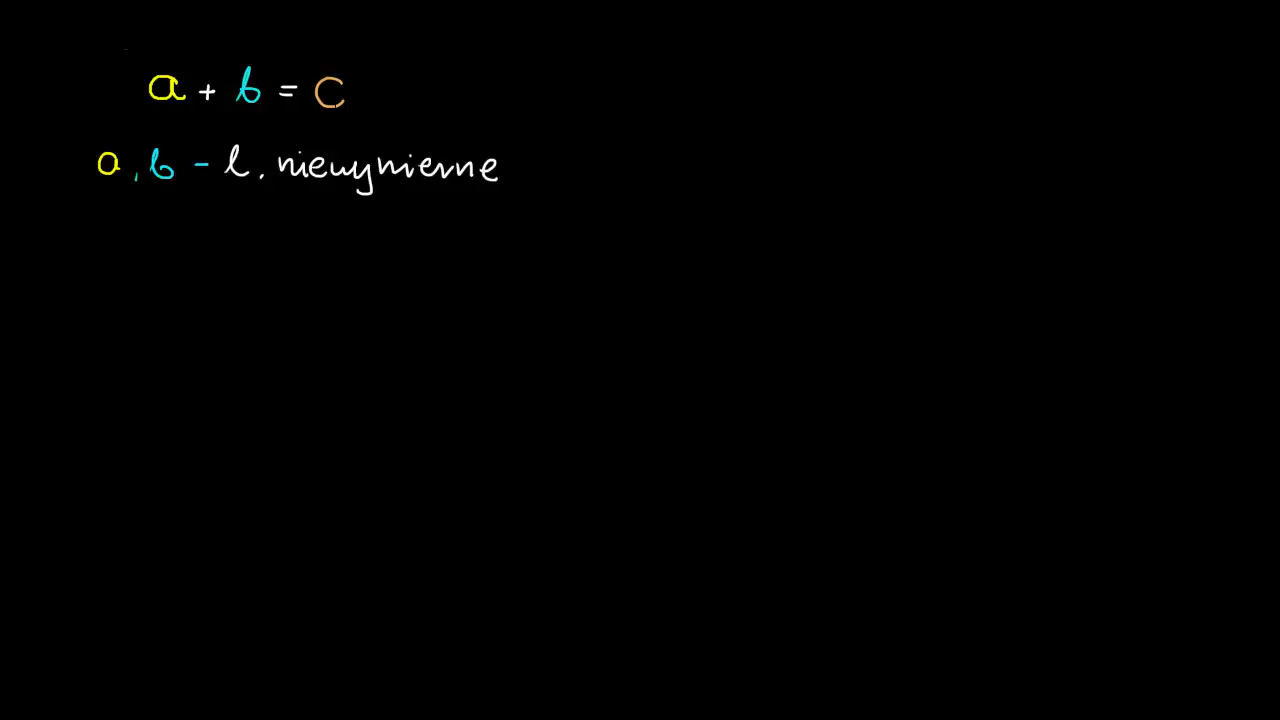 a + b = c
a, b - l. niewymierne